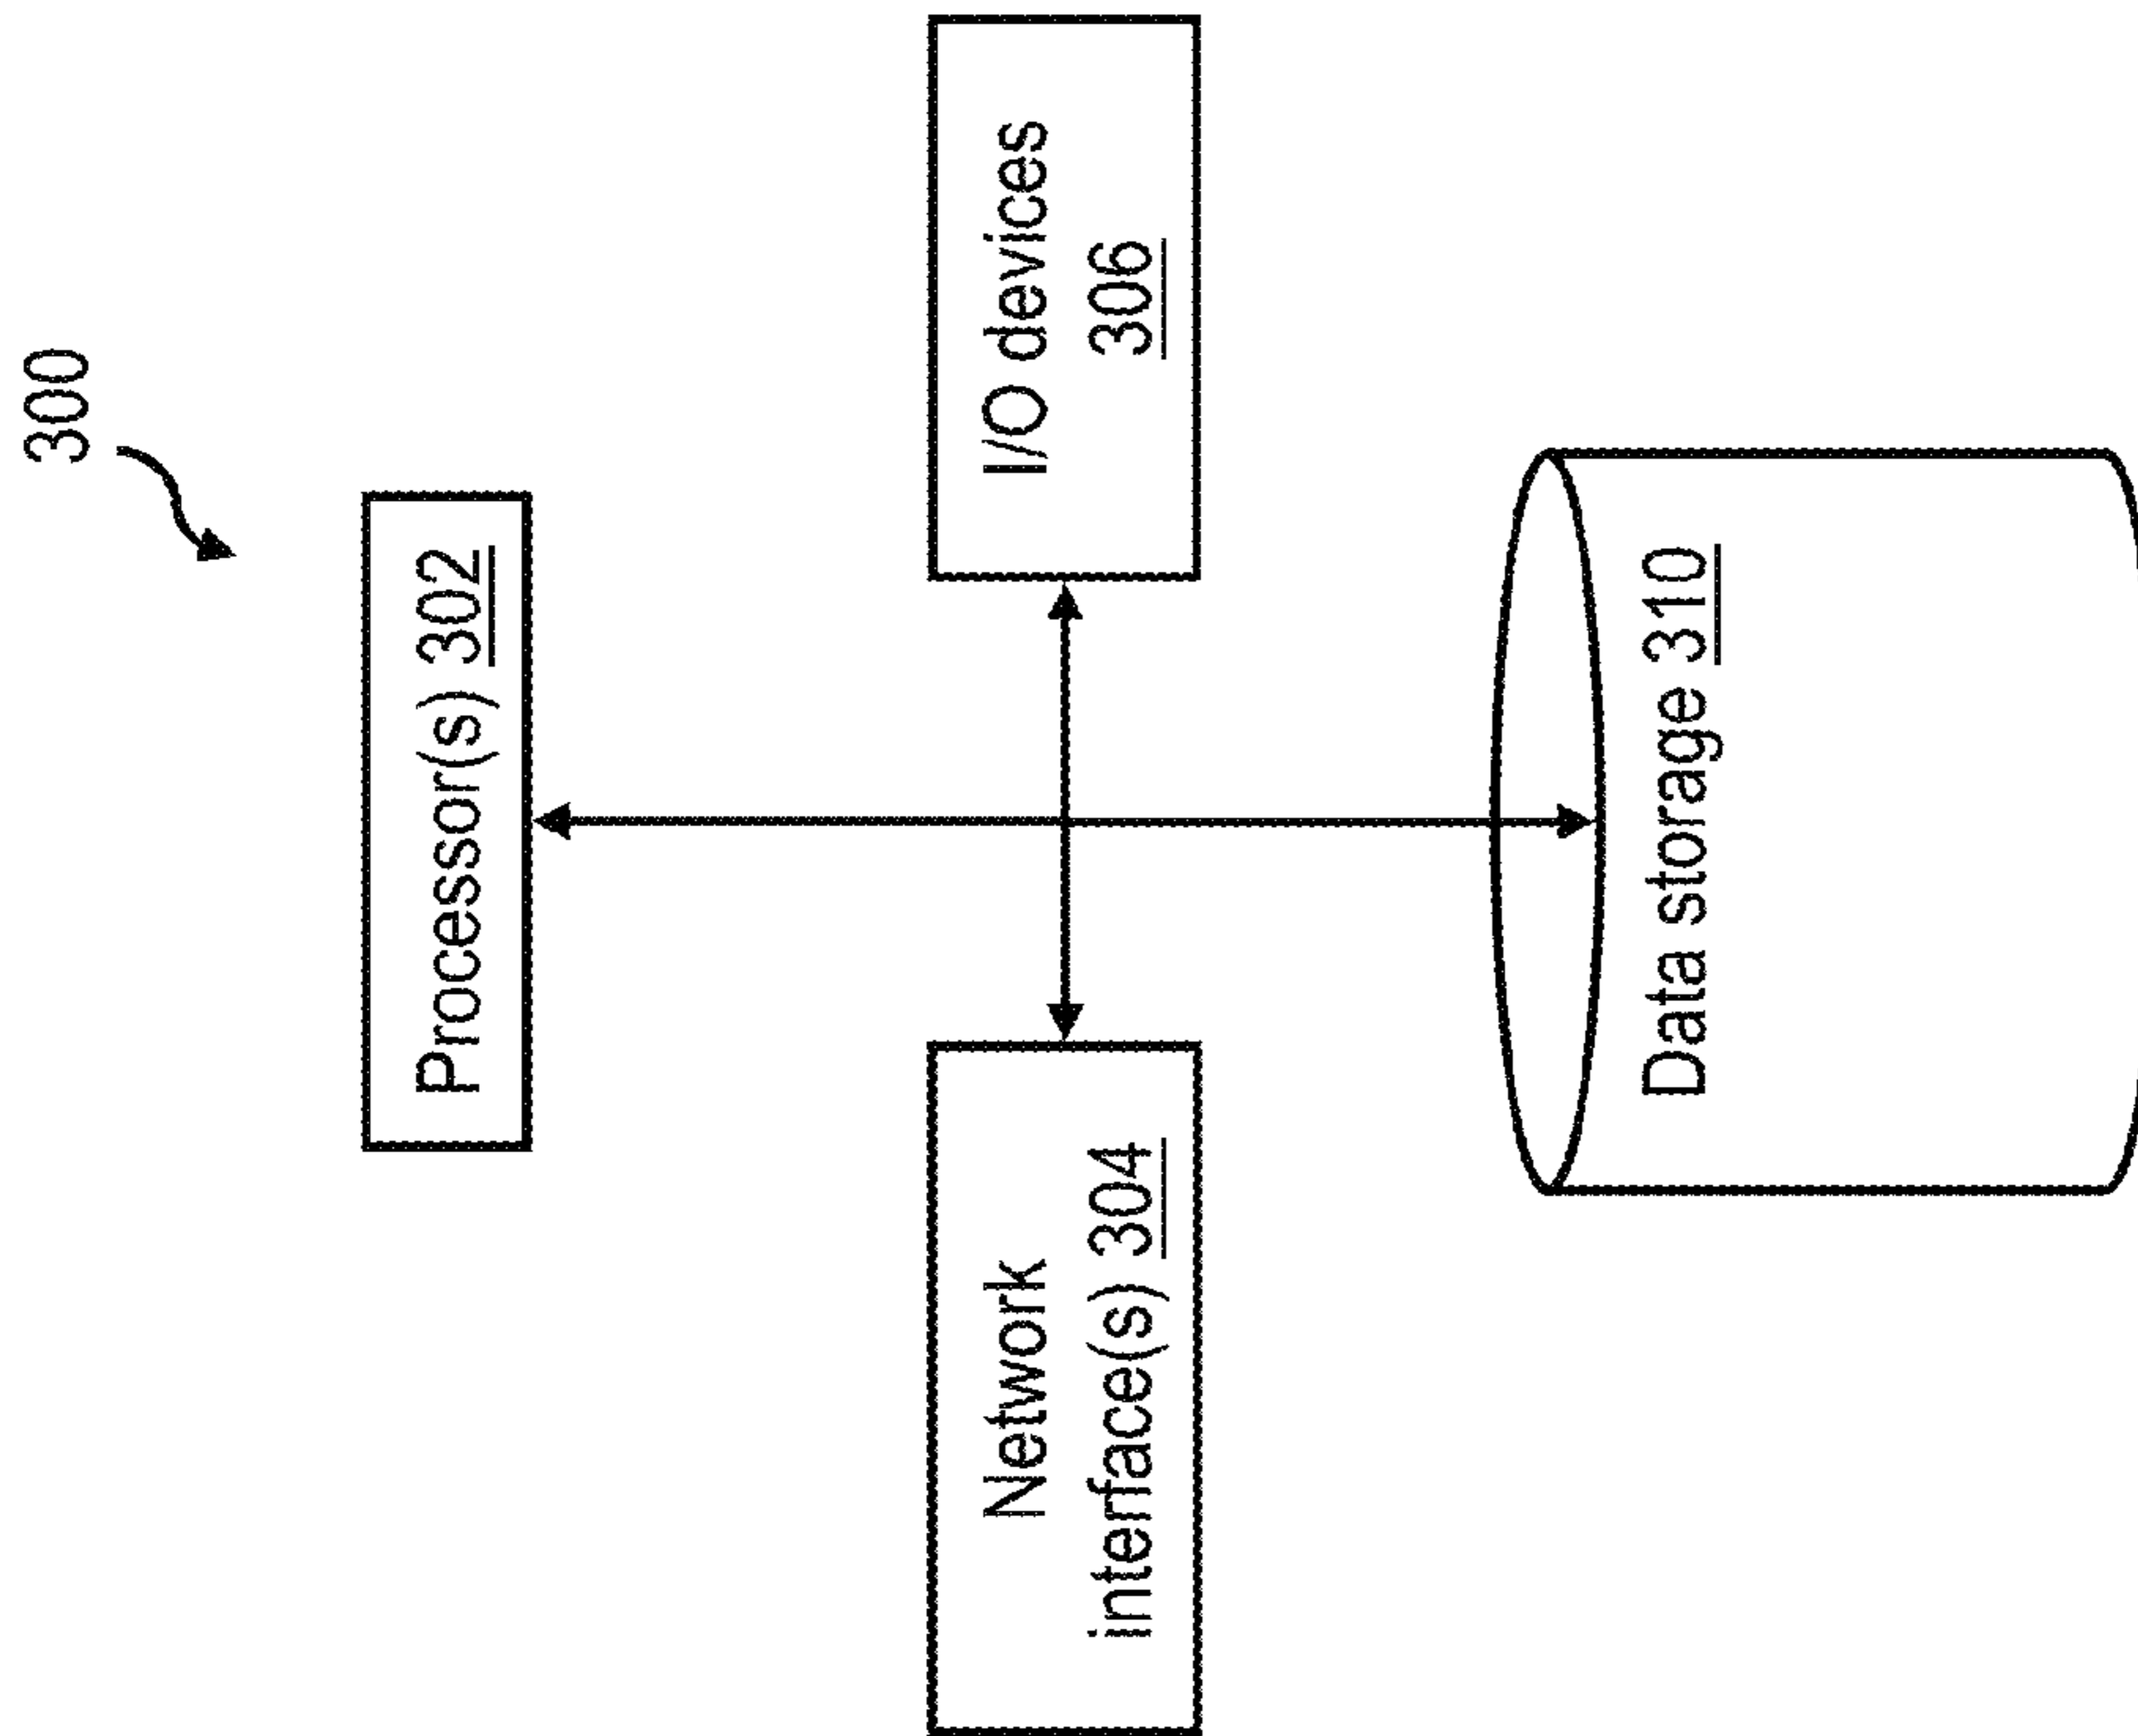 300
Processor(s) 302
Network
interface(s) 304
I/O devices
306
Data storage 310